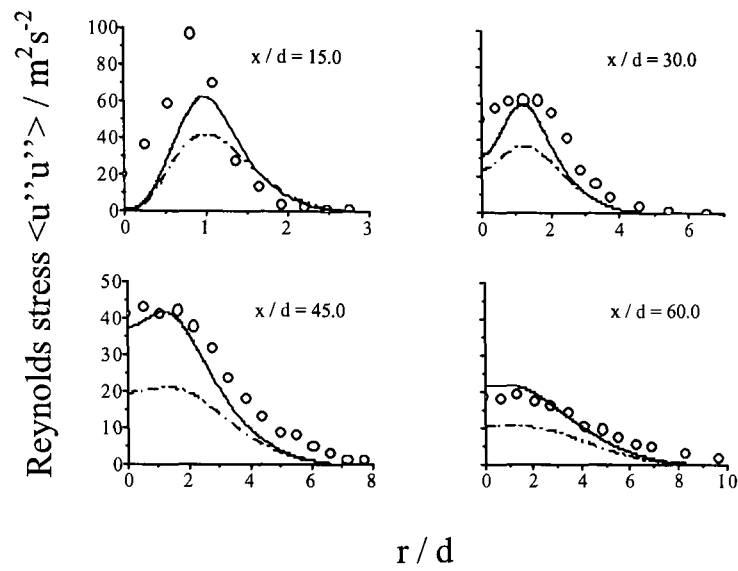 Reynolds stress <u''u''> / m²s⁻²
100
80
60
40
20
0
x / d = 15.0
0 1 2 3
x / d = 30.0
0 2 4 6
50
40
30
20
10
0
x / d = 45.0
0 2 4 6 8
x / d = 60.0
0 2 4 6 8 10
r / d